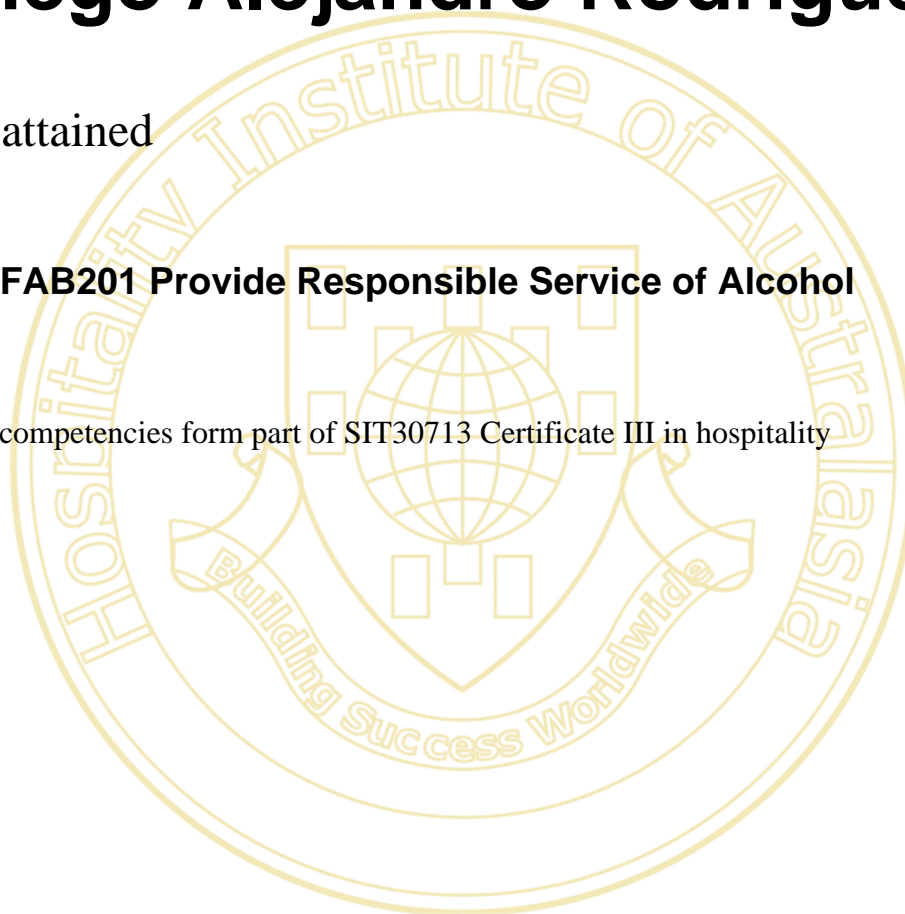 Alejandro
attained
FAB201 Provide Responsible Service of Alcohol
competencies form part of SIT30713 Certificate III in hospitality
Hospitality Institute of Australasia
Building Success Worldwide